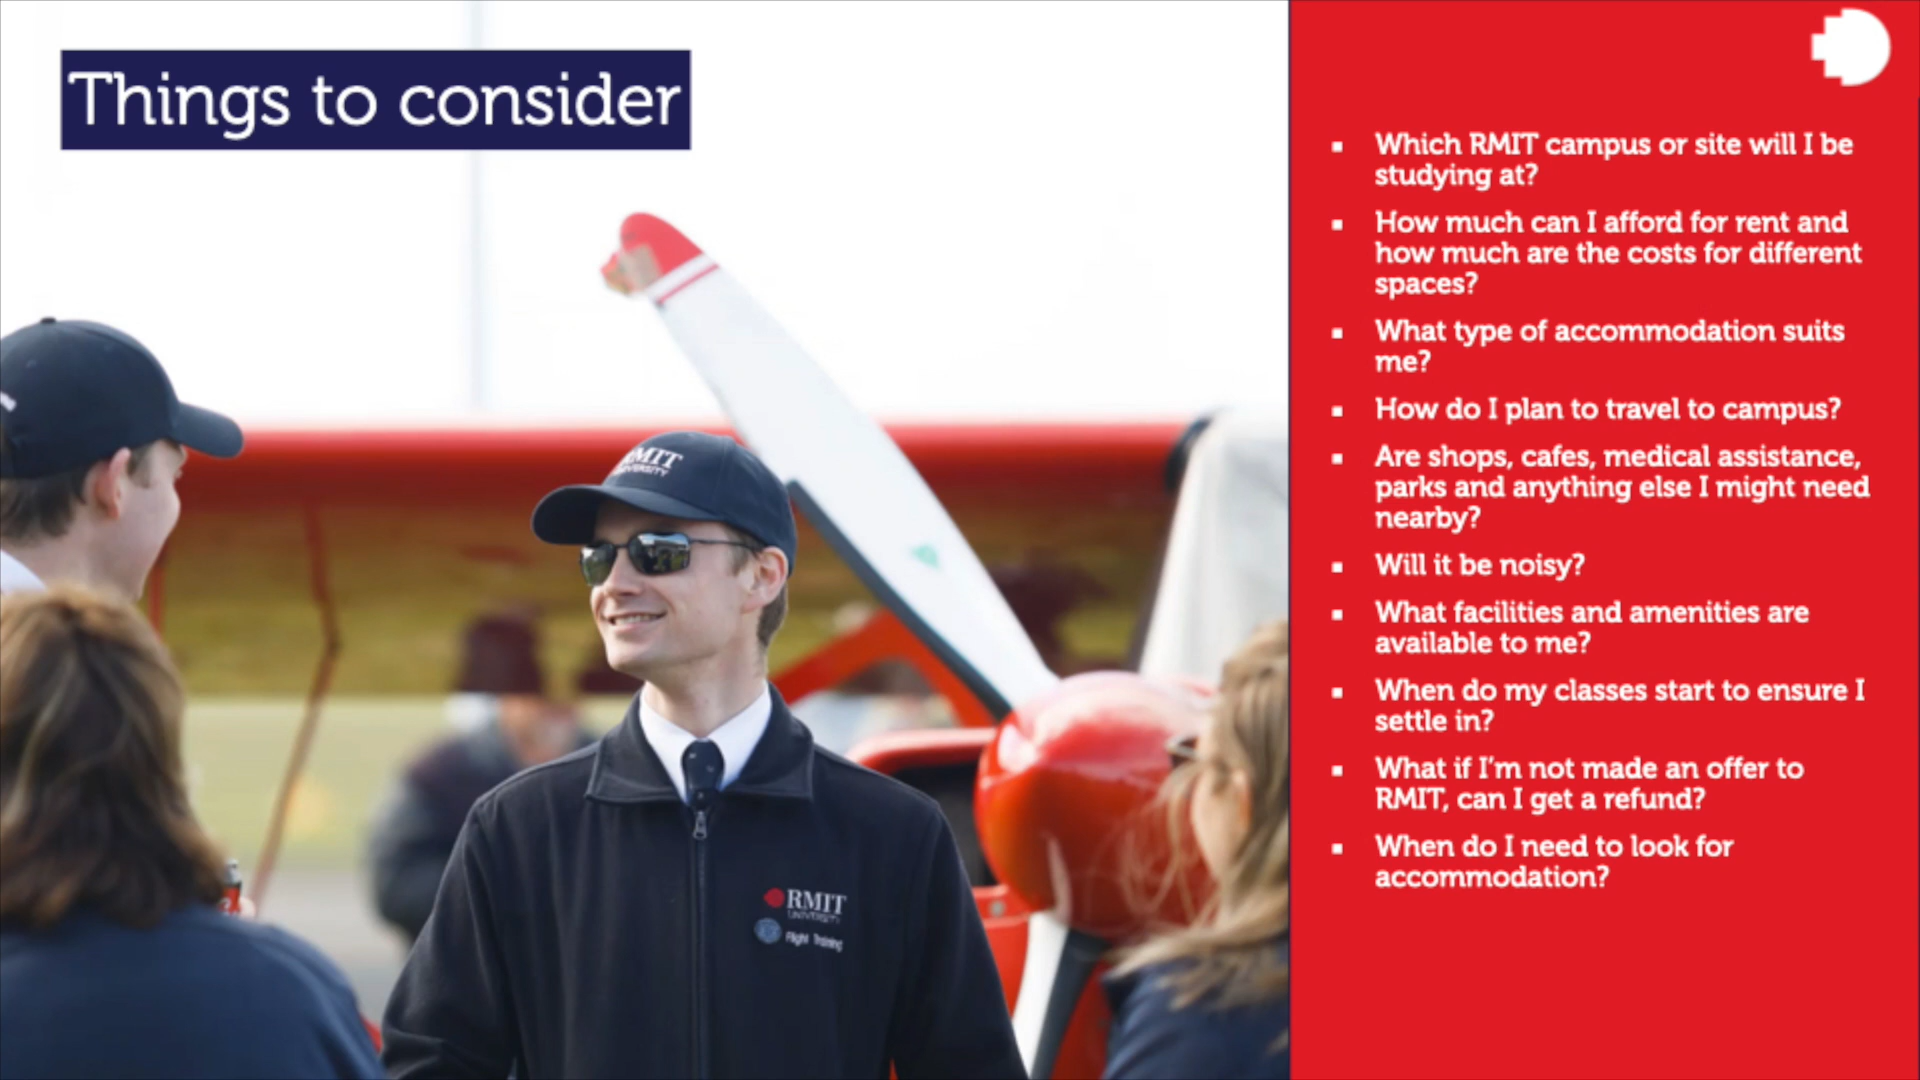 Things to consider
▪ Which RMIT campus or site will I be
studying at?
▪ How much can I afford for rent and
how much are the costs for different
spaces?
▪ What type of accommodation suits
me?
▪ How do I plan to travel to campus?
▪ Are shops, cafes, medical assistance,
parks and anything else I might need
nearby?
▪ Will it be noisy?
▪ What facilities and amenities are
available to me?
▪ When do my classes start to ensure I
settle in?
▪ What if I'm not made an offer to
RMIT, can I get a refund?
▪ When do I need to look for
accommodation?
RMIT
UNIVERSITY
RMIT
UNIVERSITY
Flight Training